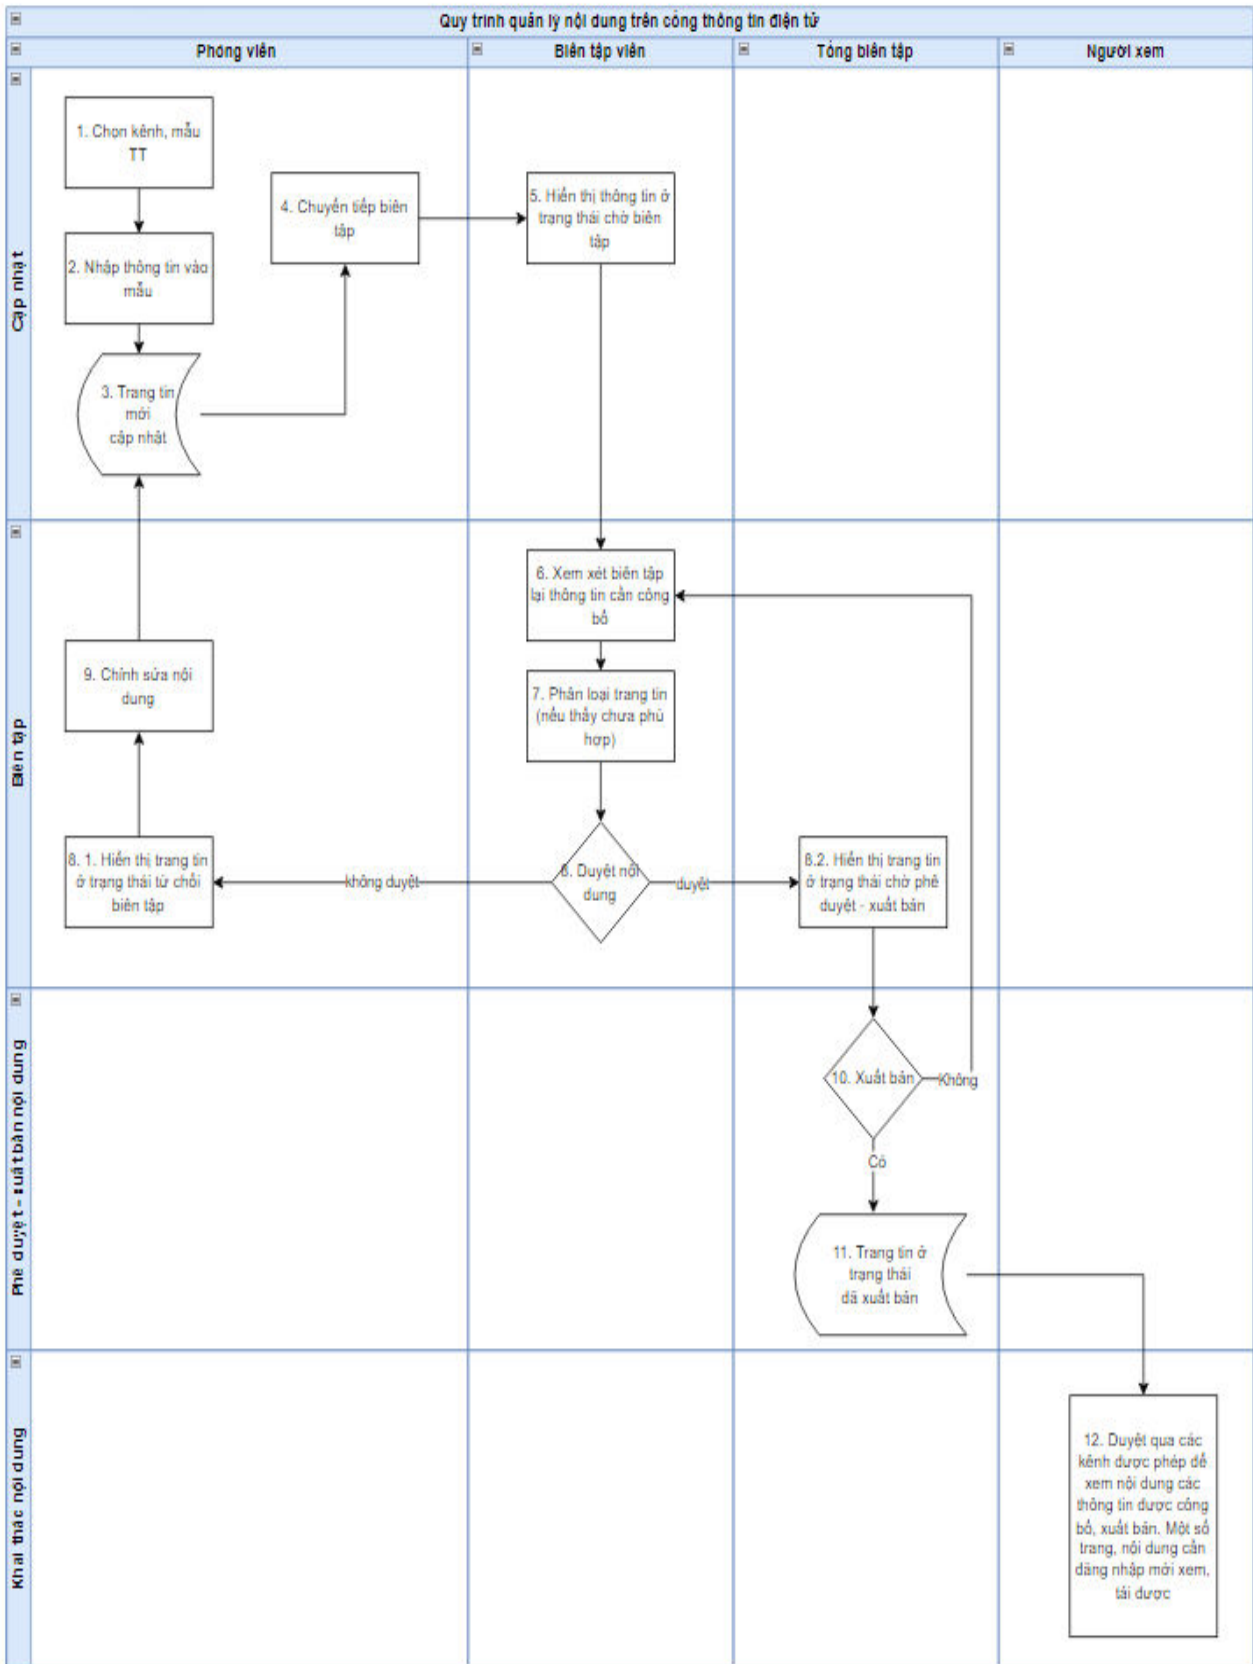 Quy trình quản lý nội dung trên cổng thông tin điện tử
Phóng viên
Biên tập viên
Tổng biên tập
Người xem
Cập nhật
1. Chọn kênh, mẫu
TT
2. Nhập thông tin vào
mẫu
3. Trang tin
mới
cập nhật
4. Chuyển tiếp biên
tập
5. Hiển thị thông tin ở
trạng thái chờ biên
tập
Biên tập
6. Xem xét biên tập
lại thông tin cần công
bố
7. Phân loại trang tin
(nếu thấy chưa phù
hợp)
8. Duyệt nội
dung
không duyệt
duyệt
8. 1. Hiển thị trang tin
ở trạng thái từ chối
biên tập
9. Chỉnh sửa nội
dung
8.2. Hiển thị trang tin
ở trạng thái chờ phê
duyệt - xuất bản
Phê duyệt - xuất bản nội dung
10. Xuất bản
Không
Có
11. Trang tin ở
trạng thái
đã xuất bản
Khai thác nội dung
12. Duyệt qua các
kênh được phép để
xem nội dung các
thông tin được công
bố, xuất bản. Một số
trang, nội dung cần
đăng nhập mới xem,
tải được